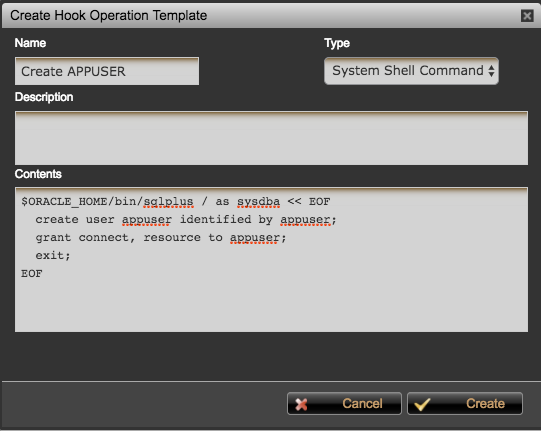 Create Hook Operation Template
Name
Type
Create APPUSER
System Shell Command
Description
Contents
$ORACLE_HOME/bin/sqlplus / as sysdba << EOF
  create user appuser identified by appuser;
  grant connect, resource to appuser;
  exit;
EOF
Cancel
Create